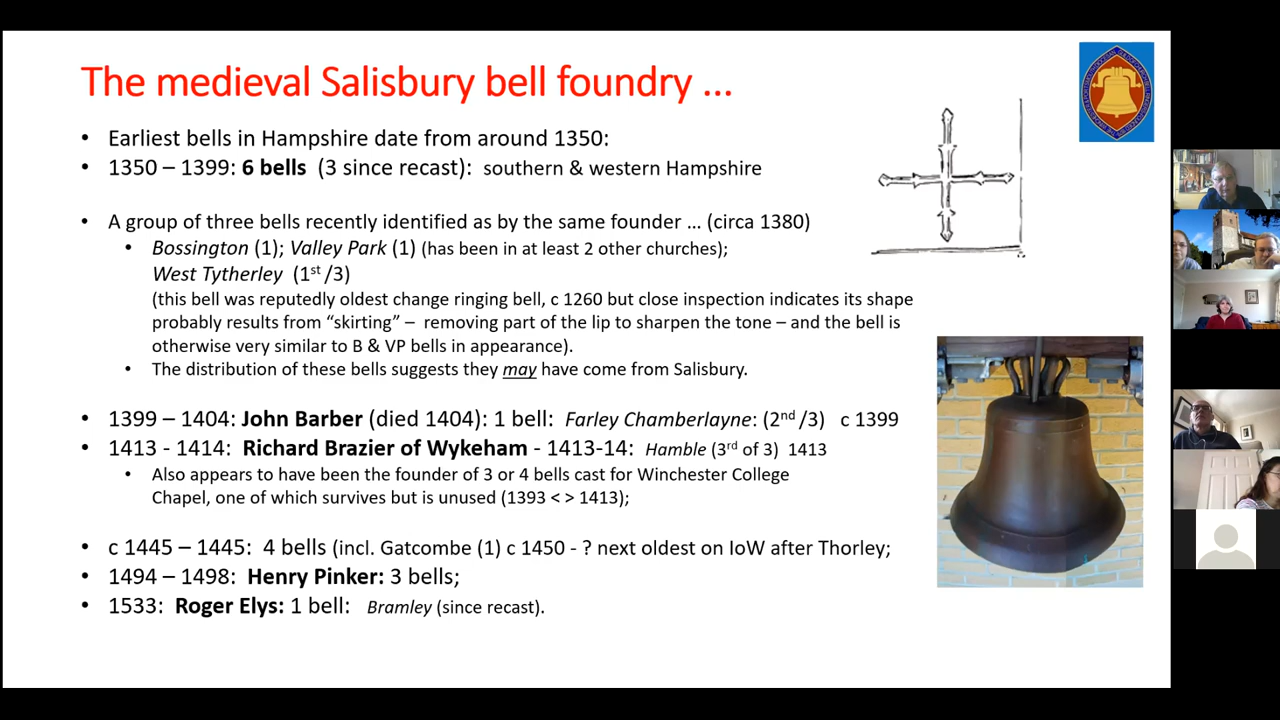 The medieval Salisbury bell foundry ...
• Earliest bells in Hampshire date from around 1350:
• 1350 – 1399: 6 bells (3 since recast): southern & western Hampshire
• A group of three bells recently identified as by the same founder ... (circa 1380)
• Bossington (1); Valley Park (1) (has been in at least 2 other churches);
West Tytherley (1st /3)
(this bell was reputedly oldest change ringing bell, c 1260 but close inspection indicates its shape
probably results from “skirting” – removing part of the lip to sharpen the tone – and the bell is
otherwise very similar to B & VP bells in appearance).
• The distribution of these bells suggests they may have come from Salisbury.
• 1399 – 1404: John Barber (died 1404): 1 bell: Farley Chamberlayne: (2nd /3) c 1399
• 1413 - 1414: Richard Brazier of Wykeham - 1413-14: Hamble (3rd of 3) 1413
• Also appears to have been the founder of 3 or 4 bells cast for Winchester College
Chapel, one of which survives but is unused (1393 < > 1413);
• c 1445 – 1445: 4 bells (incl. Gatcombe (1) c 1450 - ? next oldest on IoW after Thorley;
• 1494 – 1498: Henry Pinker: 3 bells;
• 1533: Roger Elys: 1 bell: Bramley (since recast).